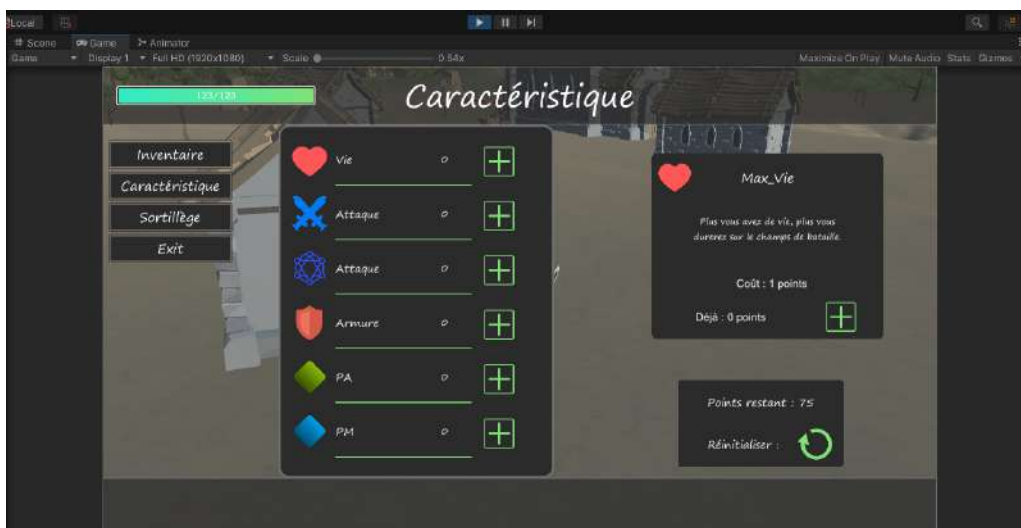 Local
Scene Game Animator
Game Display 1 Full HD (1920x1080) Scale 0.54x Maximize On Play Mute Audio Stats Gizmos
123/123
Caractéristique
Inventaire
Caractéristique
Sortillège
Exit
Vie 0
Attaque 0
Attaque 0
Armure 0
PA 0
PM 0
Max_Vie
Plus vous avez de vie, plus vous
durerez sur le champs de bataille.
Coût : 1 points
Déjà : 0 points
Points restant : 75
Réinitialiser :